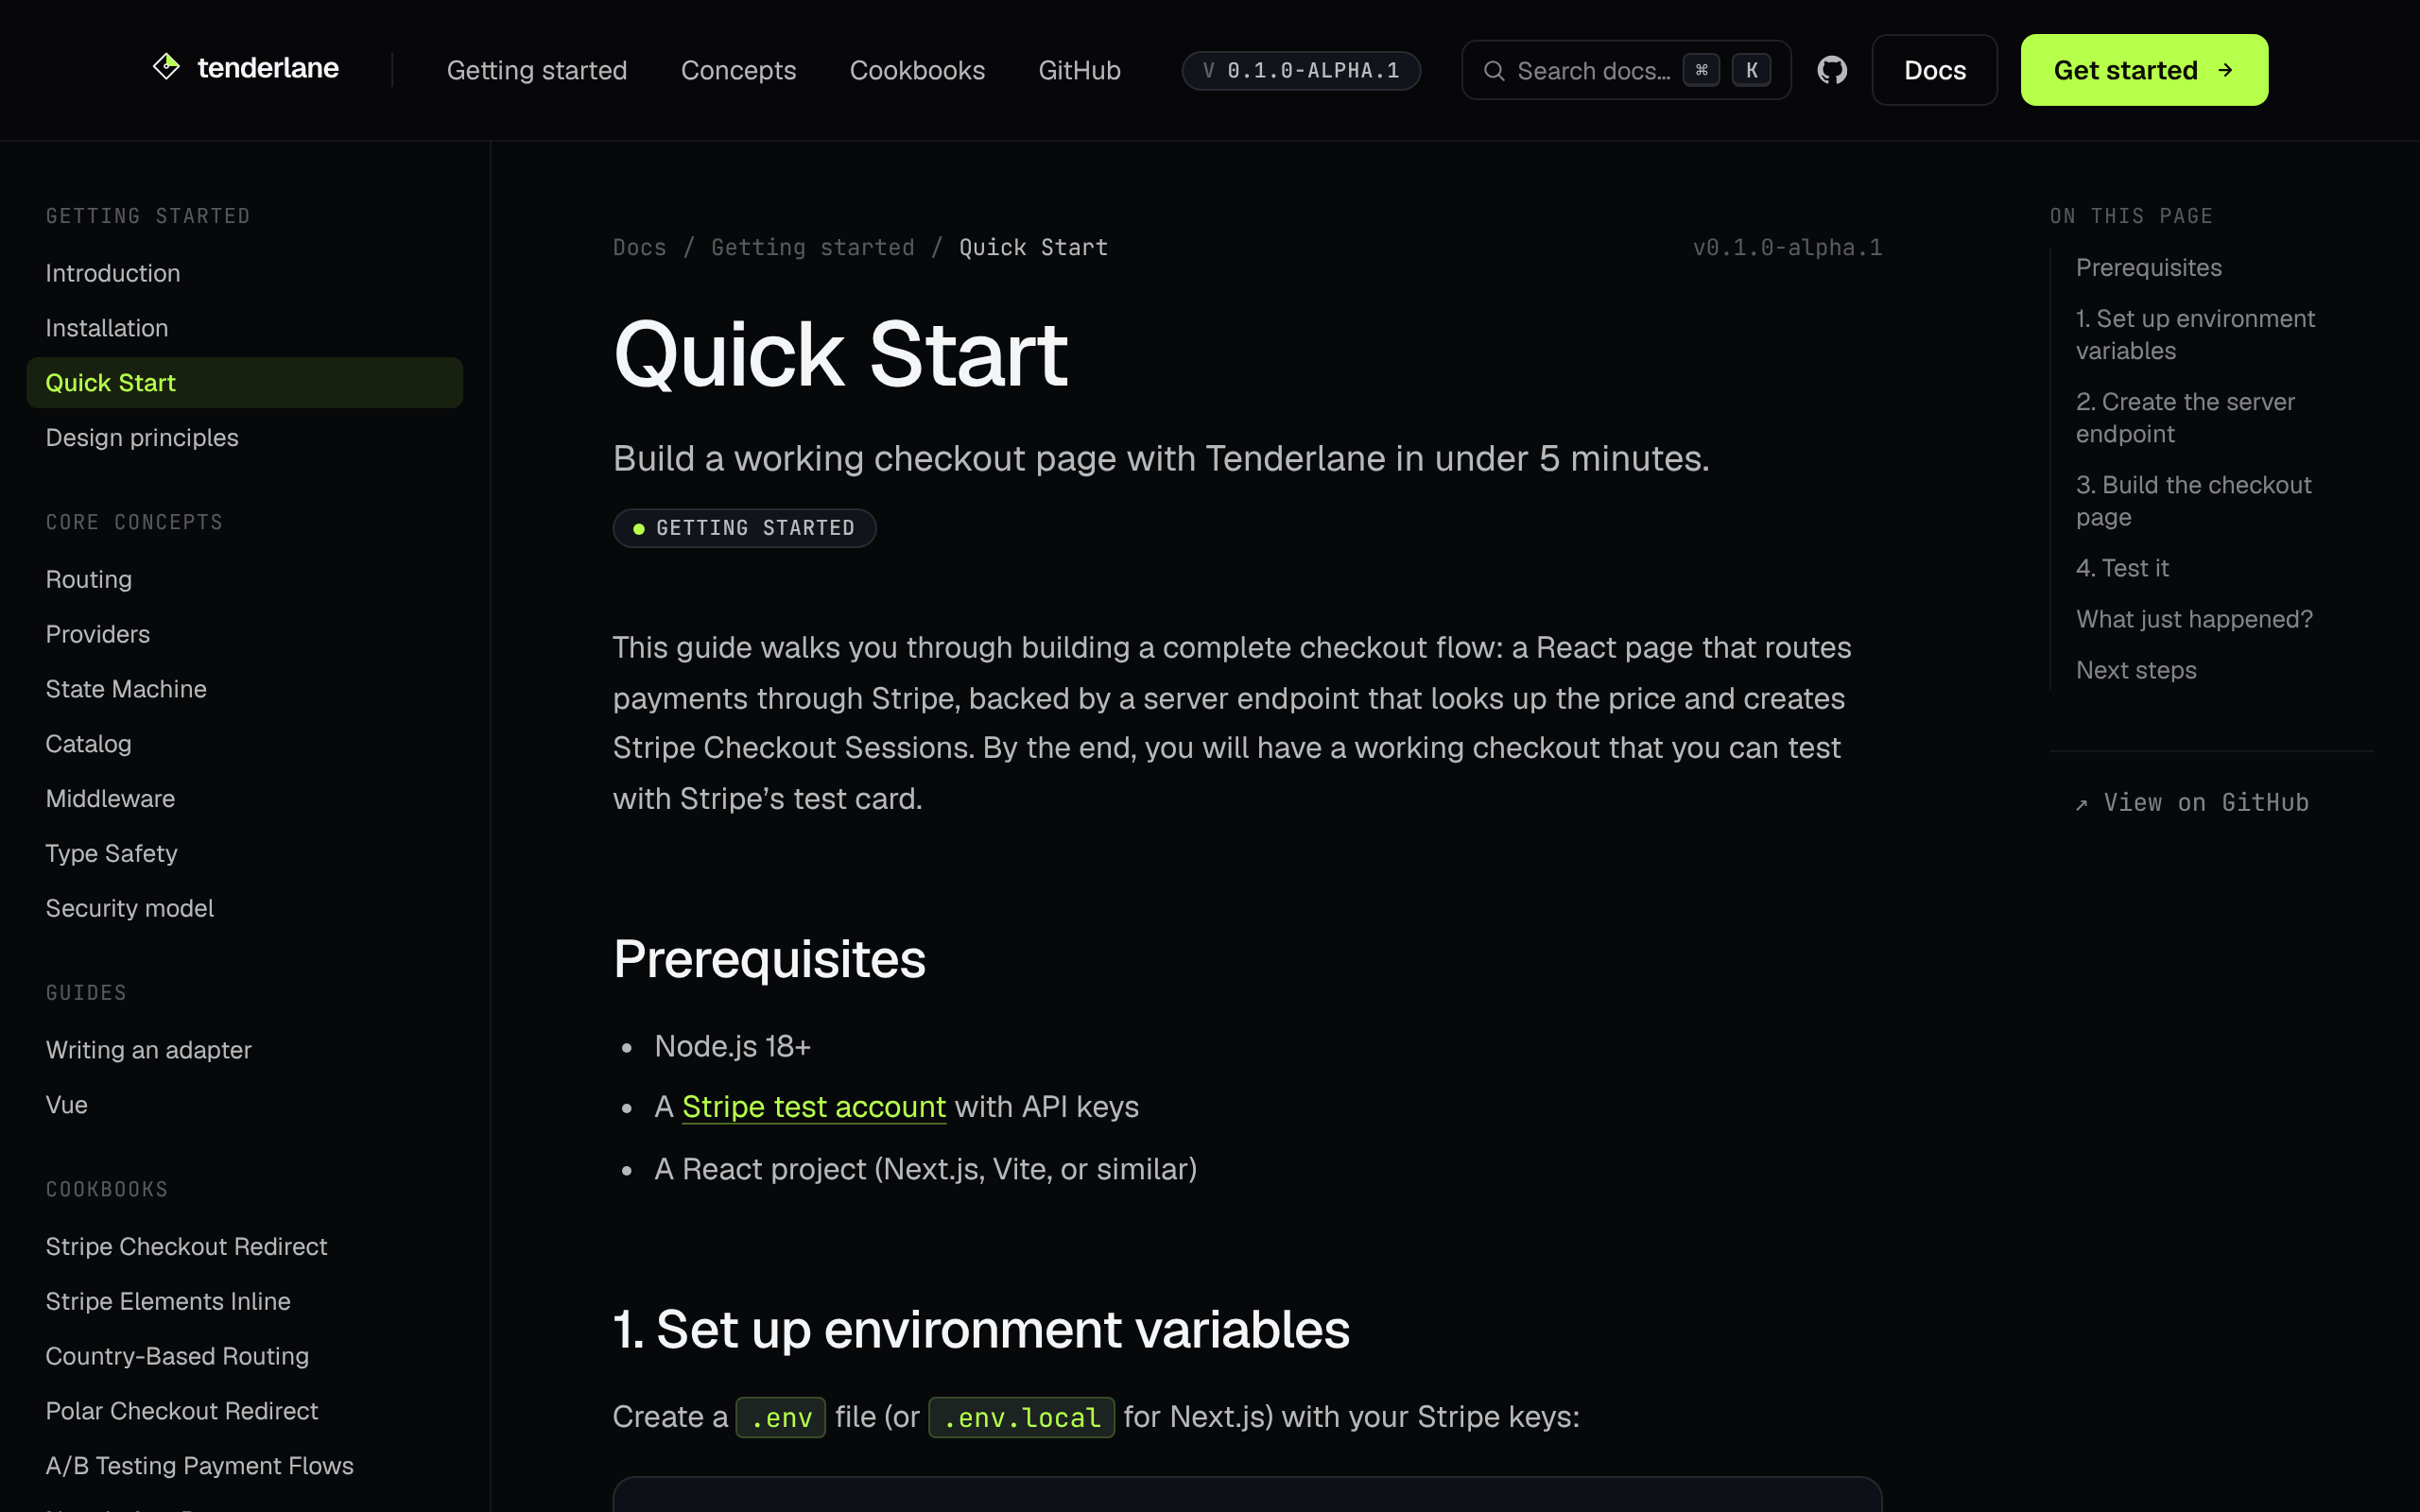 tenderlane
Getting started
Concepts
Cookbooks
GitHub
V 0.1.0-ALPHA.1
Search docs...
⌘ K
Docs
Get started →
GETTING STARTED
Introduction
Installation
Quick Start
Design principles
CORE CONCEPTS
Routing
Providers
State Machine
Catalog
Middleware
Type Safety
Security model
GUIDES
Writing an adapter
Vue
COOKBOOKS
Stripe Checkout Redirect
Stripe Elements Inline
Country-Based Routing
Polar Checkout Redirect
A/B Testing Payment Flows
Docs / Getting started / Quick Start
v0.1.0-alpha.1
Quick Start
Build a working checkout page with Tenderlane in under 5 minutes.
GETTING STARTED
This guide walks you through building a complete checkout flow: a React page that routes
payments through Stripe, backed by a server endpoint that looks up the price and creates
Stripe Checkout Sessions. By the end, you will have a working checkout that you can test
with Stripe’s test card.
Prerequisites
• Node.js 18+
• A Stripe test account with API keys
• A React project (Next.js, Vite, or similar)
1. Set up environment variables
Create a .env file (or .env.local for Next.js) with your Stripe keys:
ON THIS PAGE
Prerequisites
1. Set up environment
variables
2. Create the server
endpoint
3. Build the checkout
page
4. Test it
What just happened?
Next steps
↗ View on GitHub